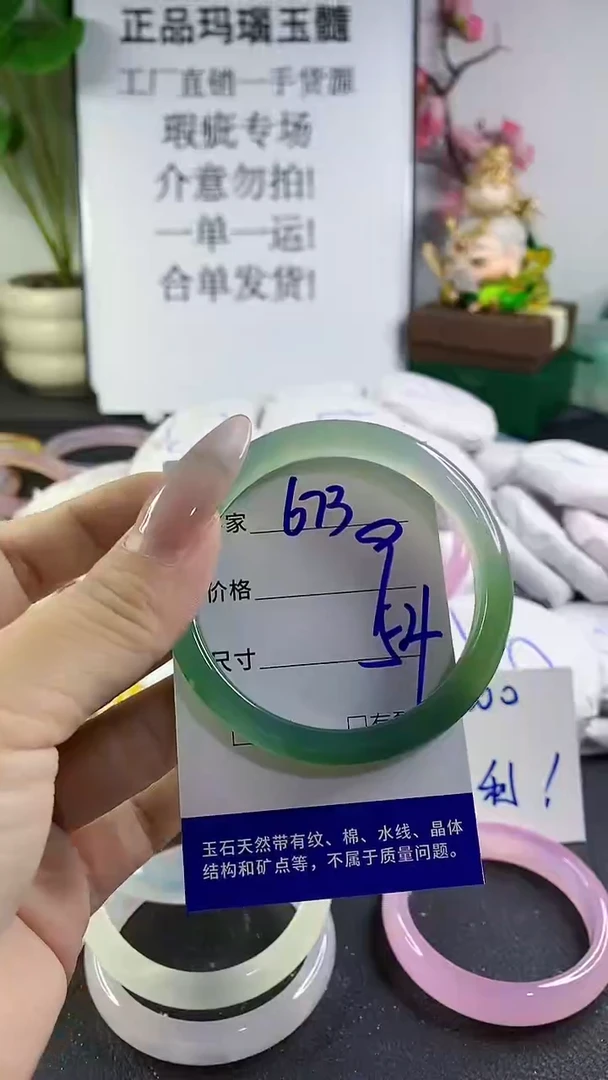 正品玛瑙玉髓
工厂直销一手货源
瑕疵专场
介意勿拍!
一单一运!
合单发货!
家 673
价格 9
尺寸 54
利!
玉石天然带有纹、棉、水线、晶体
结构和矿点等，不属于质量问题。